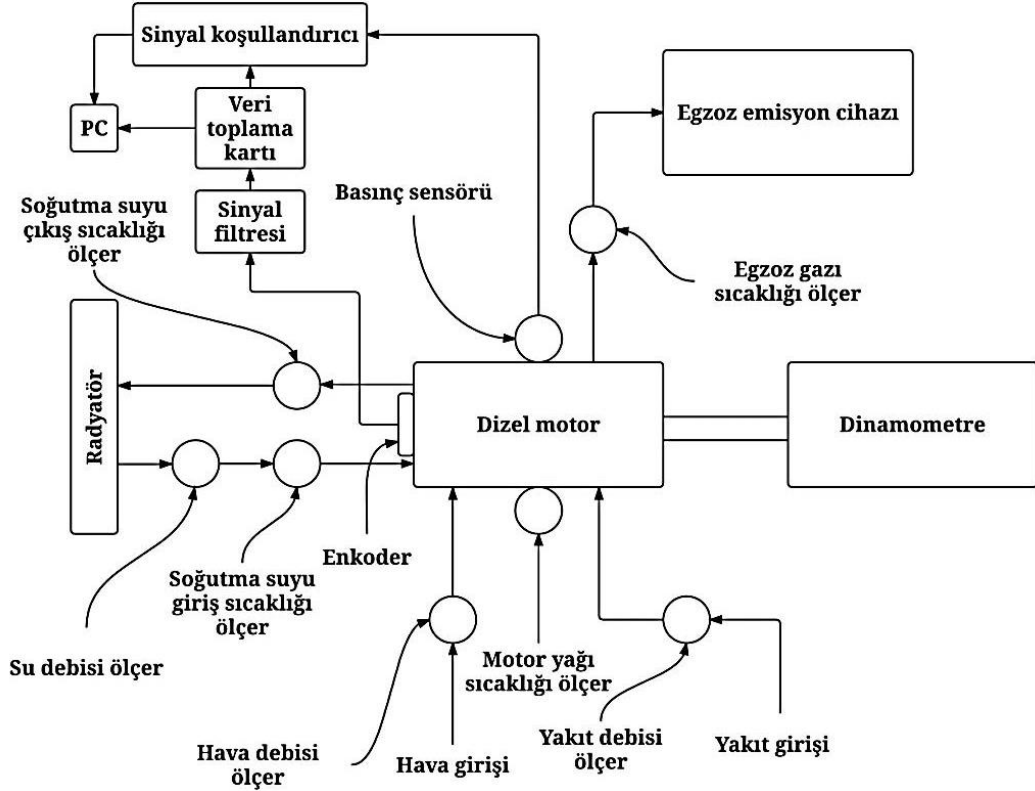 Sinyal koşullandırıcı
PC
Veri
toplama
kartı
Egzoz emisyon cihazı
Sinyal
filtresi
Basınç sensörü
Soğutma suyu
çıkış sıcaklığı
ölçer
Egzoz gazı
sıcaklığı ölçer
Radyatör
Dizel motor
Dinamometre
Enkoder
Soğutma suyu
giriş sıcaklığı
ölçer
Su debisi ölçer
Motor yağı
sıcaklığı ölçer
Hava debisi
ölçer
Hava girişi
Yakıt debisi
ölçer
Yakıt girişi